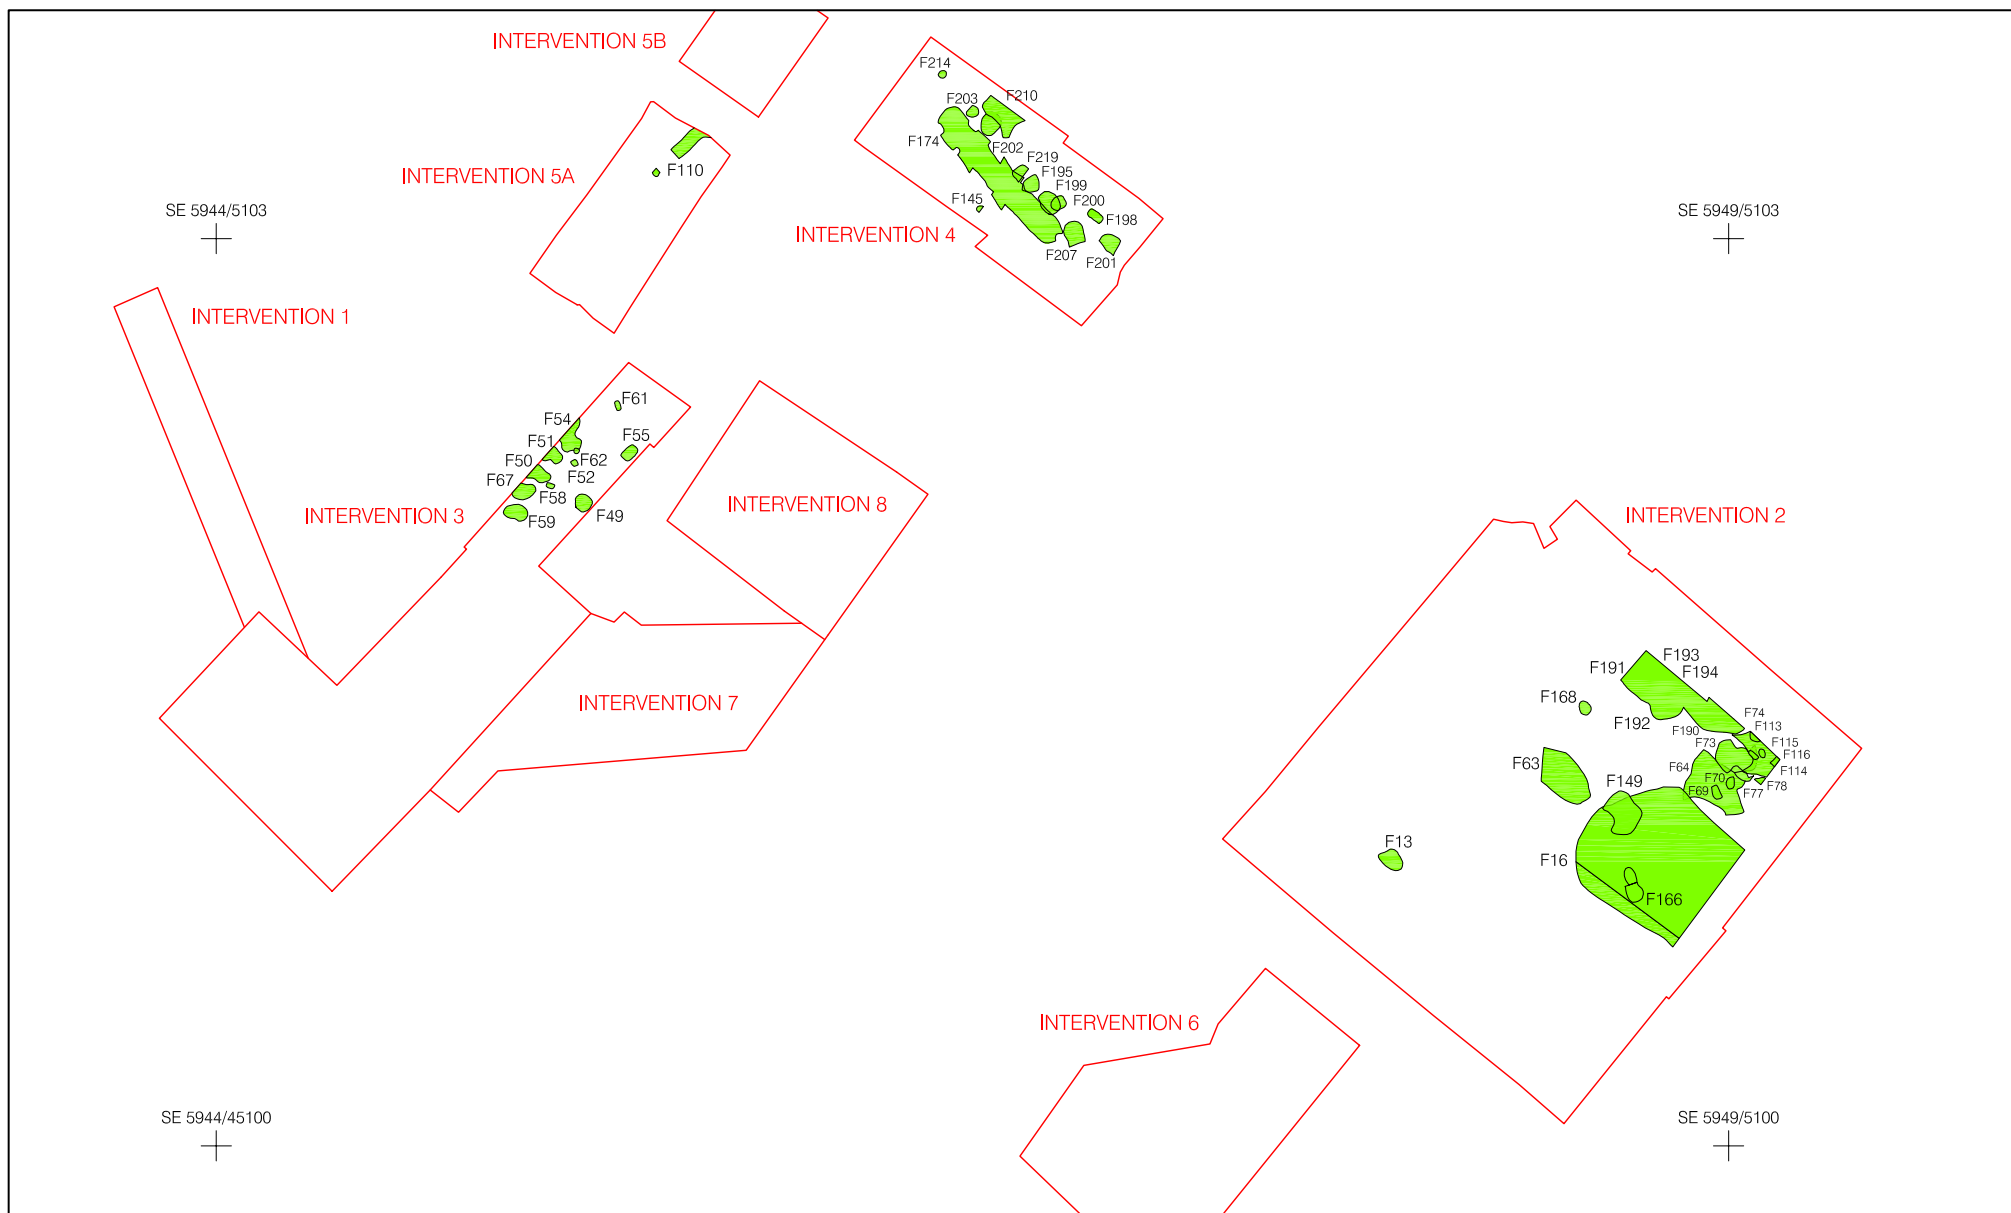 INTERVENTION 5B
F214
F203
F210
F174
F202
F219
F195
F199
F200
F198
F145
F207
F201
INTERVENTION 4
INTERVENTION 5A
F110
SE 5944/5103
SE 5949/5103
INTERVENTION 1
F61
F54
F51
F55
F50
F62
F52
F67
F58
F59
F49
INTERVENTION 3
INTERVENTION 8
INTERVENTION 2
INTERVENTION 7
F193
F191
F194
F168
F192
F190
F74
F113
F73
F115
F116
F64
F114
F70
F78
F69
F77
F63
F149
F13
F16
F166
INTERVENTION 6
SE 5944/45100
SE 5949/5100